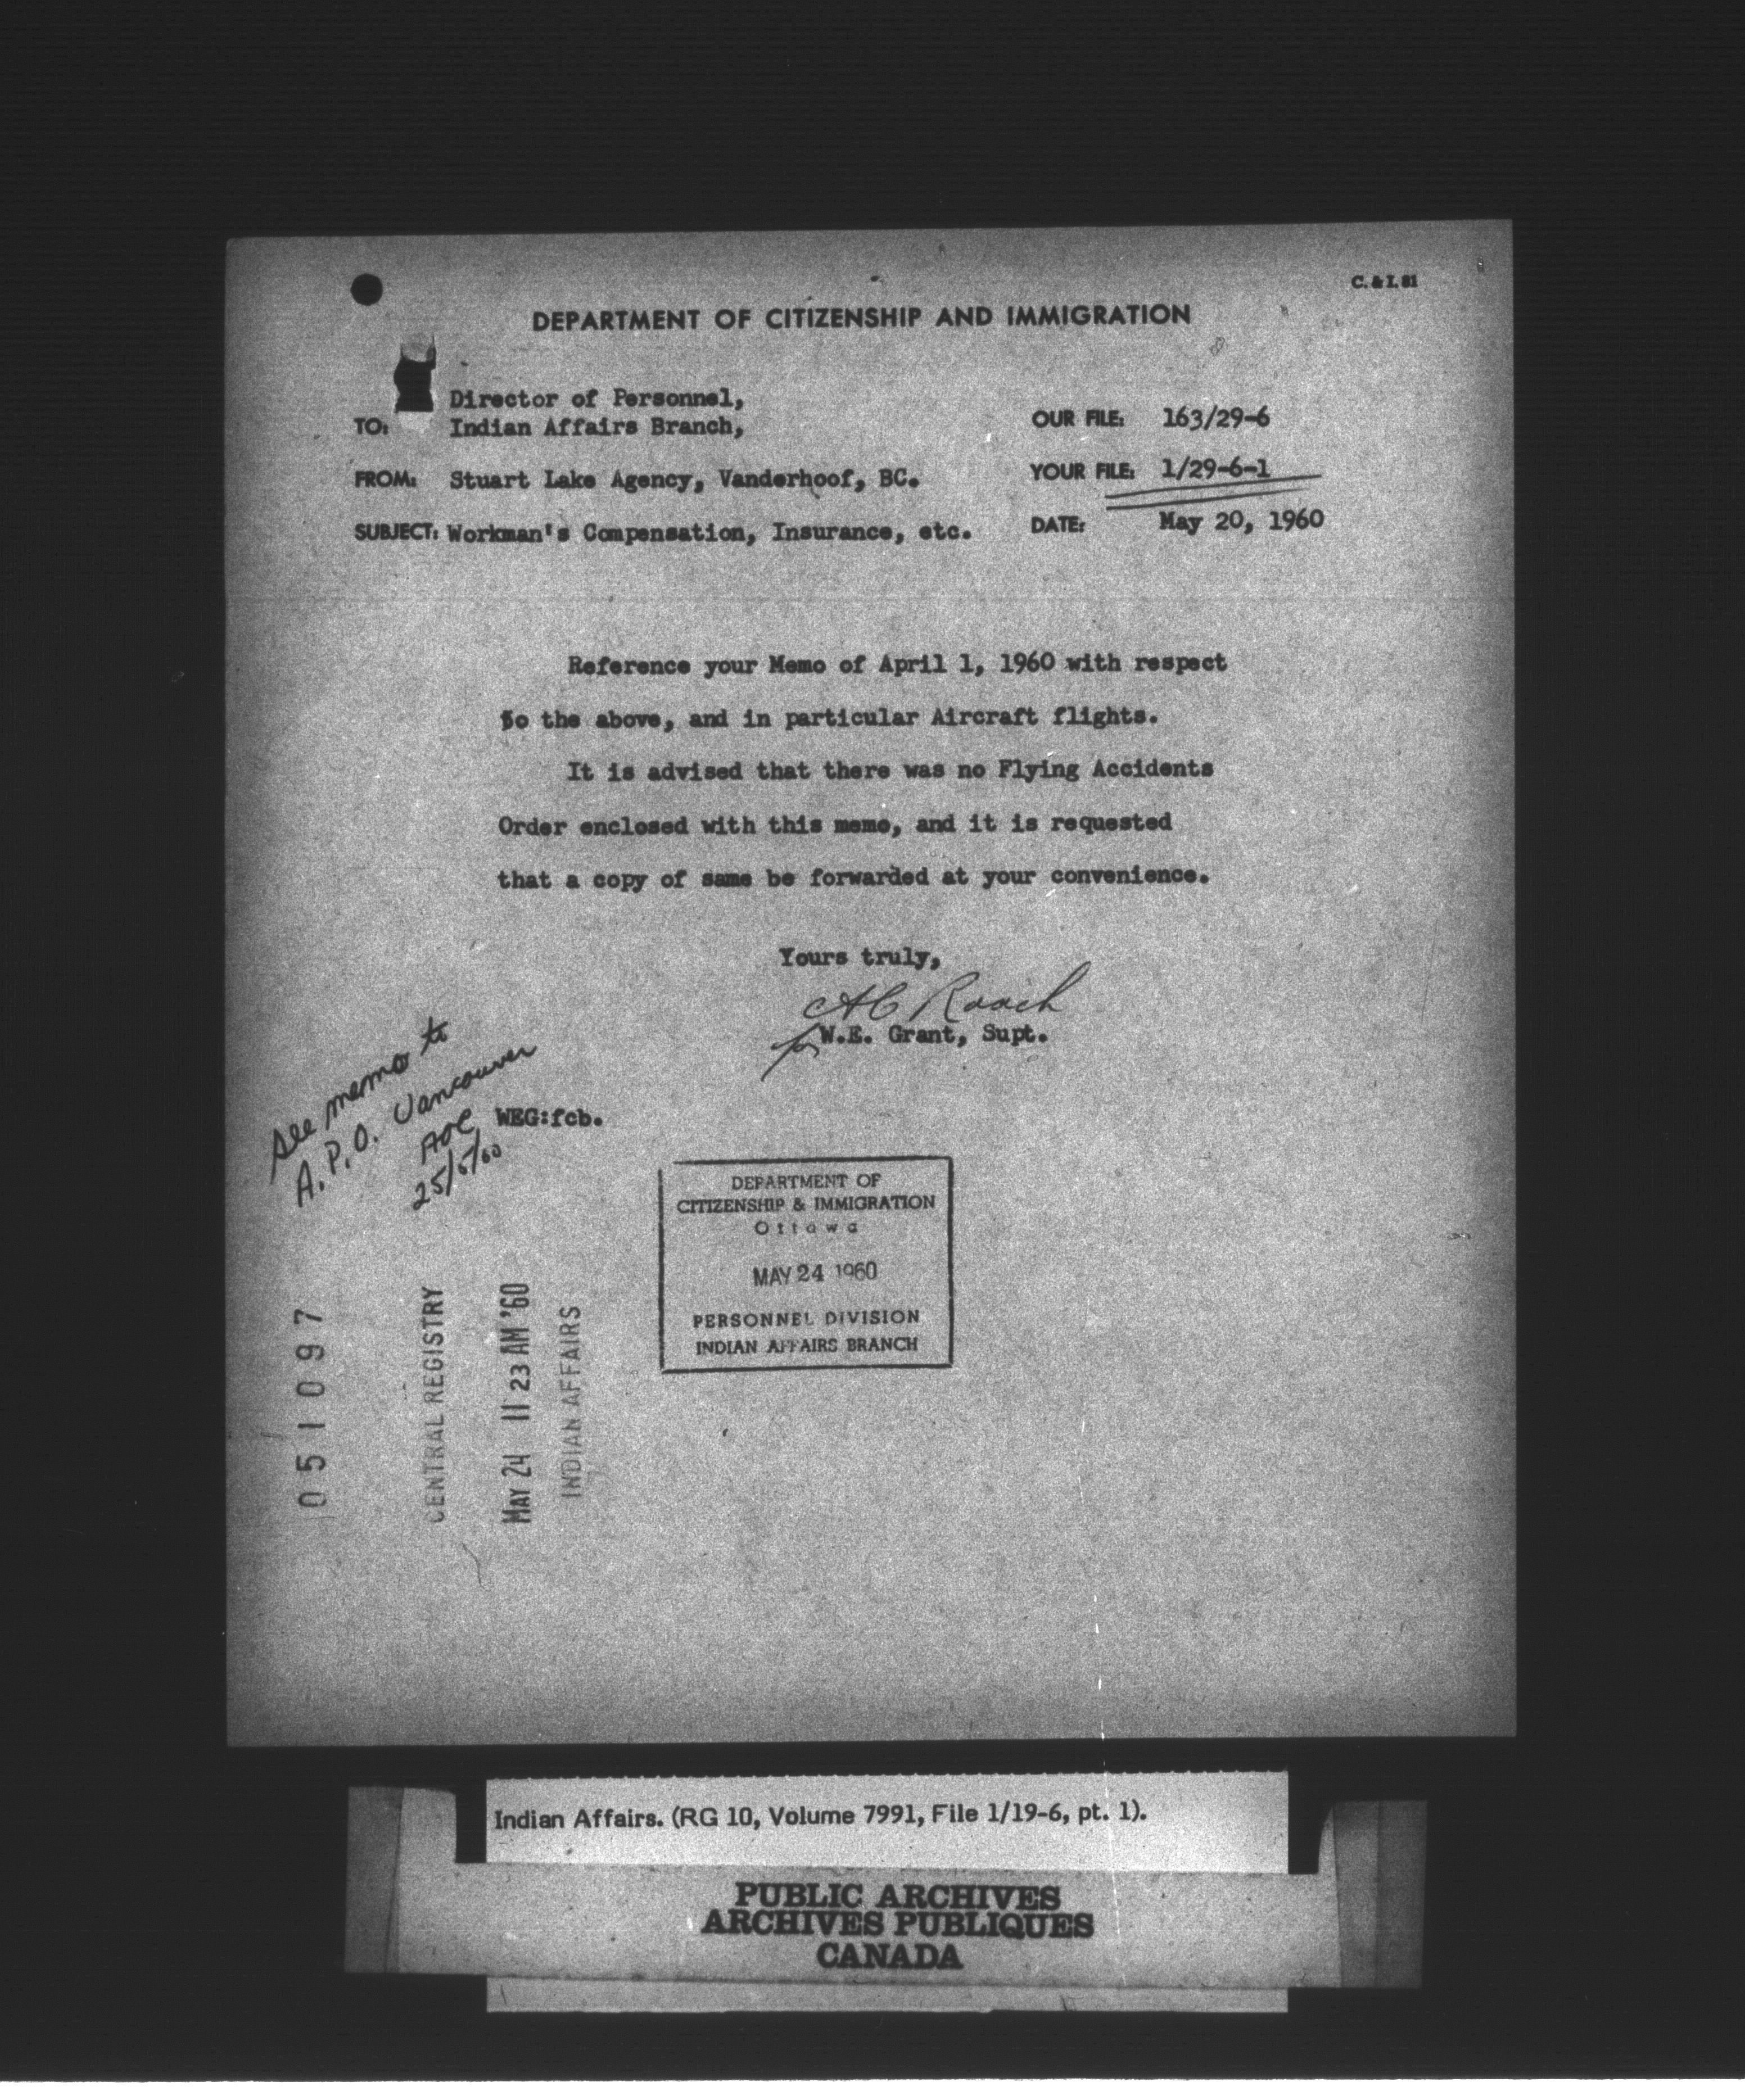 C. & I. 81
DEPARTMENT OF CITIZENSHIP AND IMMIGRATION
Director of Personnel,
TO: Indian Affairs Branch,
OUR FILE: 163/29-6
FROM: Stuart Lake Agency, Vanderhoof, BC.
YOUR FILE: 1/29-6-1
SUBJECT: Workman's Compensation, Insurance, etc.
DATE: May 20, 1960
Reference your Memo of April 1, 1960 with respect
to the above, and in particular Aircraft flights.
It is advised that there was no Flying Accidents
Order enclosed with this memo, and it is requested
that a copy of same be forwarded at your convenience.
Yours truly,
AC Roach
for W.E. Grant, Supt.
See memo to
A.P.O. Vancouver
25/5/60
WEG:fcb.
DEPARTMENT OF
CITIZENSHIP & IMMIGRATION
Ottawa
MAY 24 1960
PERSONNEL DIVISION
INDIAN AFFAIRS BRANCH
051097
CENTRAL REGISTRY
MAY 24 11 23 AM '60
INDIAN AFFAIRS
Indian Affairs. (RG 10, Volume 7991, File 1/19-6, pt. 1).
PUBLIC ARCHIVES
ARCHIVES PUBLIQUES
CANADA